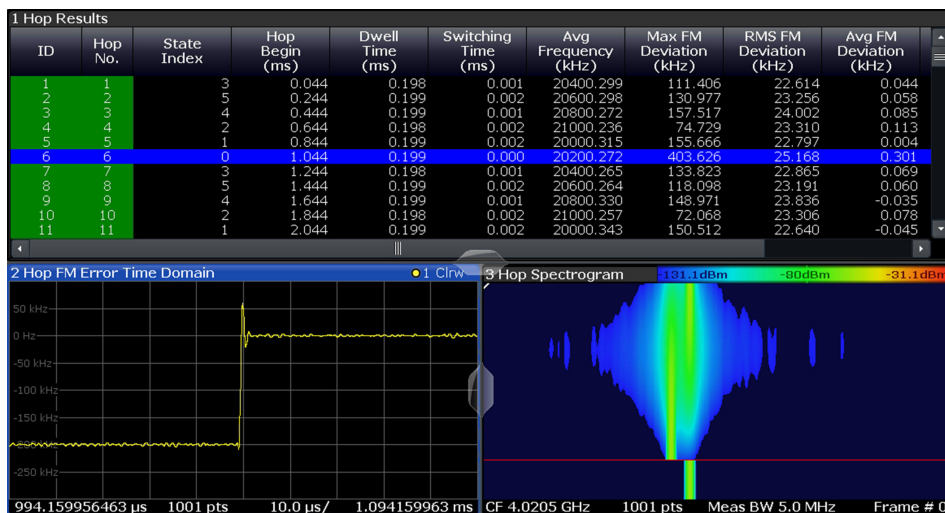 1 Hop Results
ID Hop No. State Index Hop Begin (ms) Dwell Time (ms) Switching Time (ms) Avg Frequency (kHz) Max FM Deviation (kHz) RMS FM Deviation (kHz) Avg FM Deviation (kHz)
1 1 3 0.044 0.198 0.001 20400.299 111.406 22.614 0.044
2 2 5 0.244 0.199 0.002 20600.298 130.977 23.256 0.058
3 3 4 0.444 0.199 0.001 20800.272 157.517 24.002 0.085
4 4 2 0.644 0.198 0.002 21000.236 74.729 23.310 0.113
5 5 1 0.844 0.199 0.002 20000.315 155.666 22.797 0.004
6 6 0 1.044 0.199 0.000 20200.272 403.626 25.168 0.301
7 7 3 1.244 0.198 0.001 20400.265 133.823 22.865 0.069
8 8 5 1.444 0.199 0.002 20600.264 118.098 23.191 0.060
9 9 4 1.644 0.199 0.002 20800.330 148.971 23.836 -0.035
10 10 2 1.844 0.198 0.002 21000.257 72.068 23.306 0.078
11 11 1 2.044 0.199 0.002 20000.343 150.512 22.640 -0.045
2 Hop FM Error Time Domain 1 Clrw
50 kHz
0 Hz
-50 kHz
-100 kHz
-150 kHz
-250 kHz
994.159956463 µs 1001 pts 10.0 µs/ 1.094159963 ms
3 Hop Spectrogram -131.1dBm -80dBm -31.1dBm
CF 4.0205 GHz 1001 pts Meas BW 5.0 MHz Frame # 0